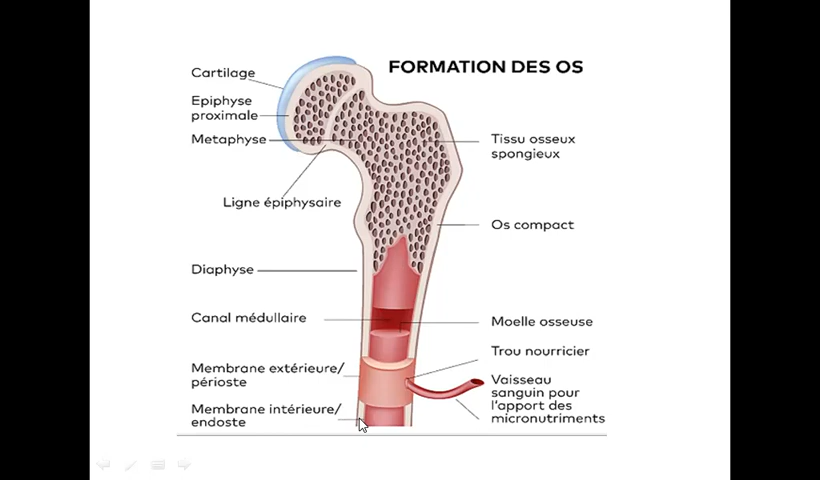 FORMATION DES OS
Cartilage
Epiphyse
proximale
Metaphyse
Ligne épiphysaire
Diaphyse
Canal médullaire
Membrane extérieure/
périoste
Membrane intérieure/
endoste
Tissu osseux
spongieux
Os compact
Moelle osseuse
Trou nourricier
Vaisseau
sanguin pour
l'apport des
micronutriments